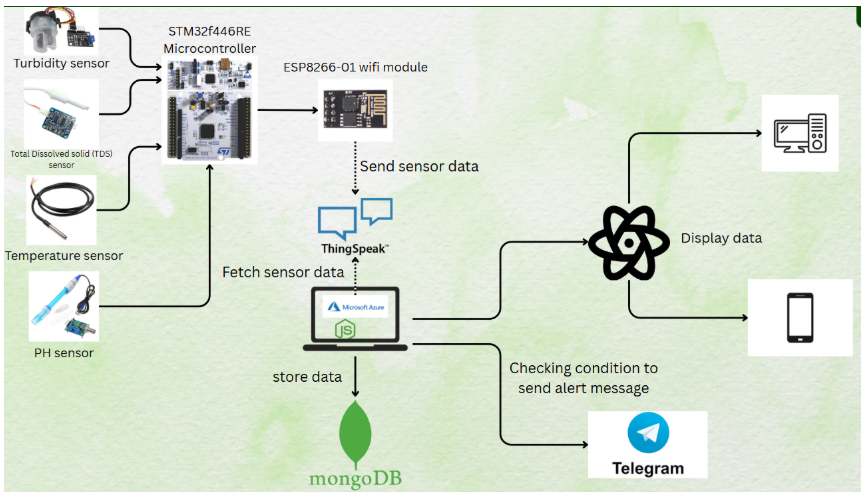 STM32f446RE
Microcontroller
Turbidity sensor
ESP8266-01 wifi module
Total Dissolved solid (TDS)
sensor
Send sensor data
ThingSpeak™
Temperature sensor
Fetch sensor data
Display data
Microsoft Azure
JS
PH sensor
store data
Checking condition to
send alert message
mongoDB
Telegram